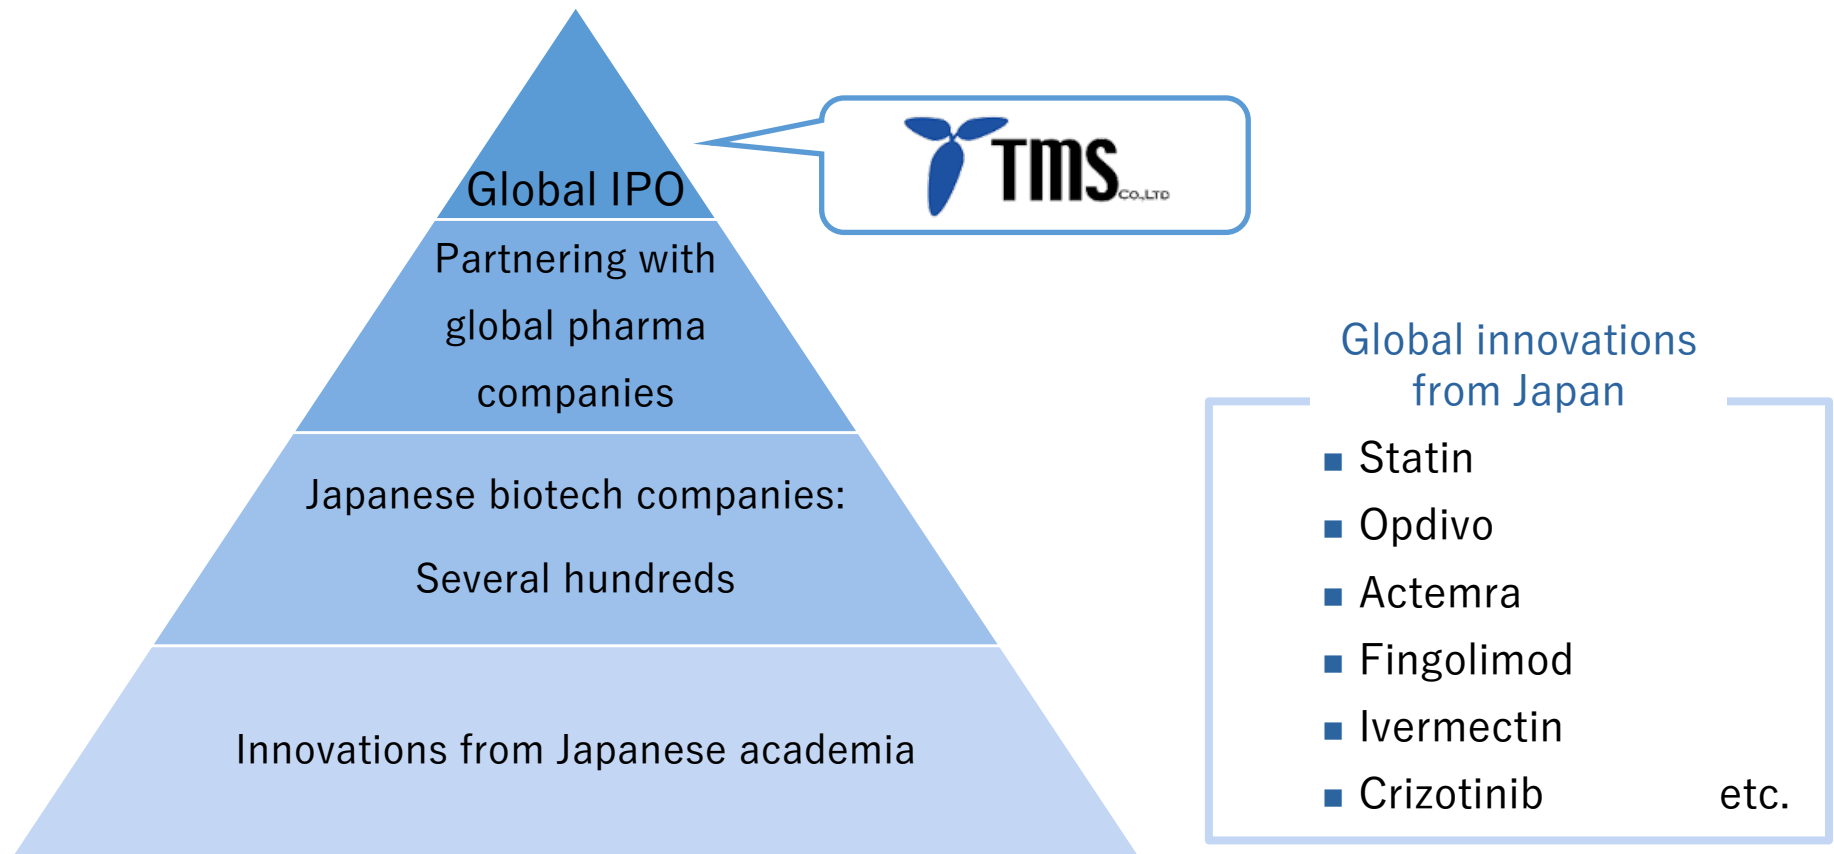 Global IPO
Partnering with
global pharma
companies
Japanese biotech companies:
Several hundreds
Innovations from Japanese academia
TMS CO.,LTD
Global innovations
from Japan
■ Statin
■ Opdivo
■ Actemra
■ Fingolimod
■ Ivermectin
■ Crizotinib etc.